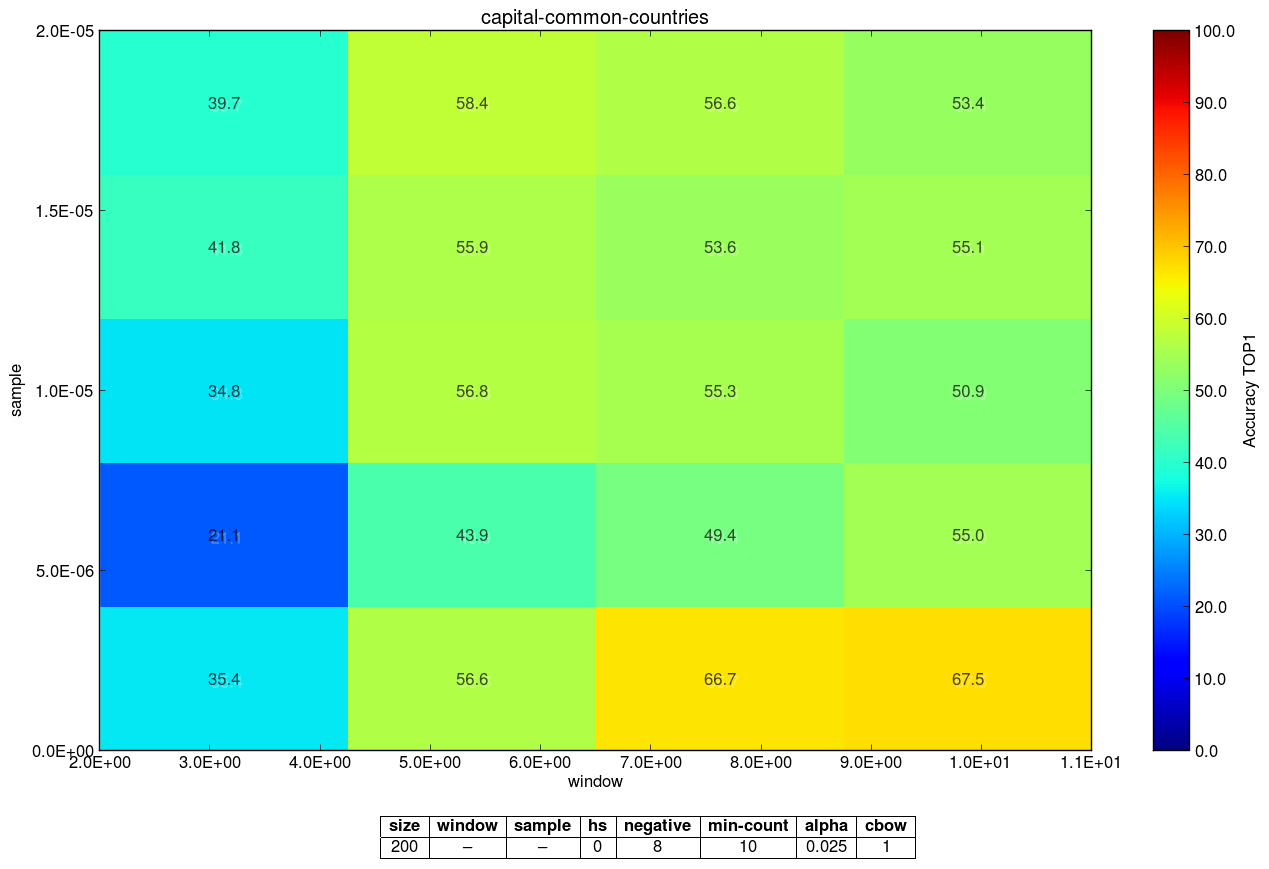 capital-common-countries
2.0E-05
100.0
39.7 58.4 56.6 53.4
90.0
80.0
1.5E-05
41.8 55.9 53.6 55.1
70.0
60.0
sample
1.0E-05
34.8 56.8 55.3 50.9
50.0
Accuracy TOP1
40.0
21.1 43.9 49.4 55.0
30.0
5.0E-06
20.0
35.4 56.6 66.7 67.5
10.0
0.0E+00
0.0
2.0E+00 3.0E+00 4.0E+00 5.0E+00 6.0E+00 7.0E+00 8.0E+00 9.0E+00 1.0E+01 1.1E+01
window
size window sample hs negative min-count alpha cbow
200 – – 0 8 10 0.025 1